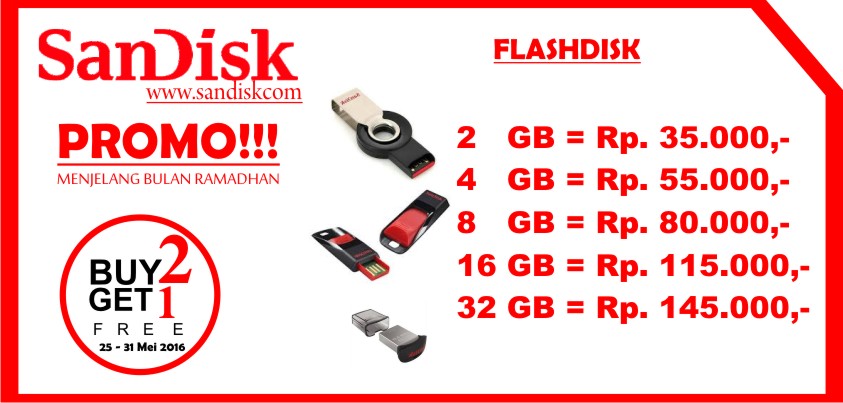 SanDisk
www.sandiskcom
PROMO!!!
MENJELANG BULAN RAMADHAN
BUY 2
GET 1
FREE
25 - 31 Mei 2016
FLASHDISK
2 GB = Rp. 35.000,-
4 GB = Rp. 55.000,-
8 GB = Rp. 80.000,-
16 GB = Rp. 115.000,-
32 GB = Rp. 145.000,-